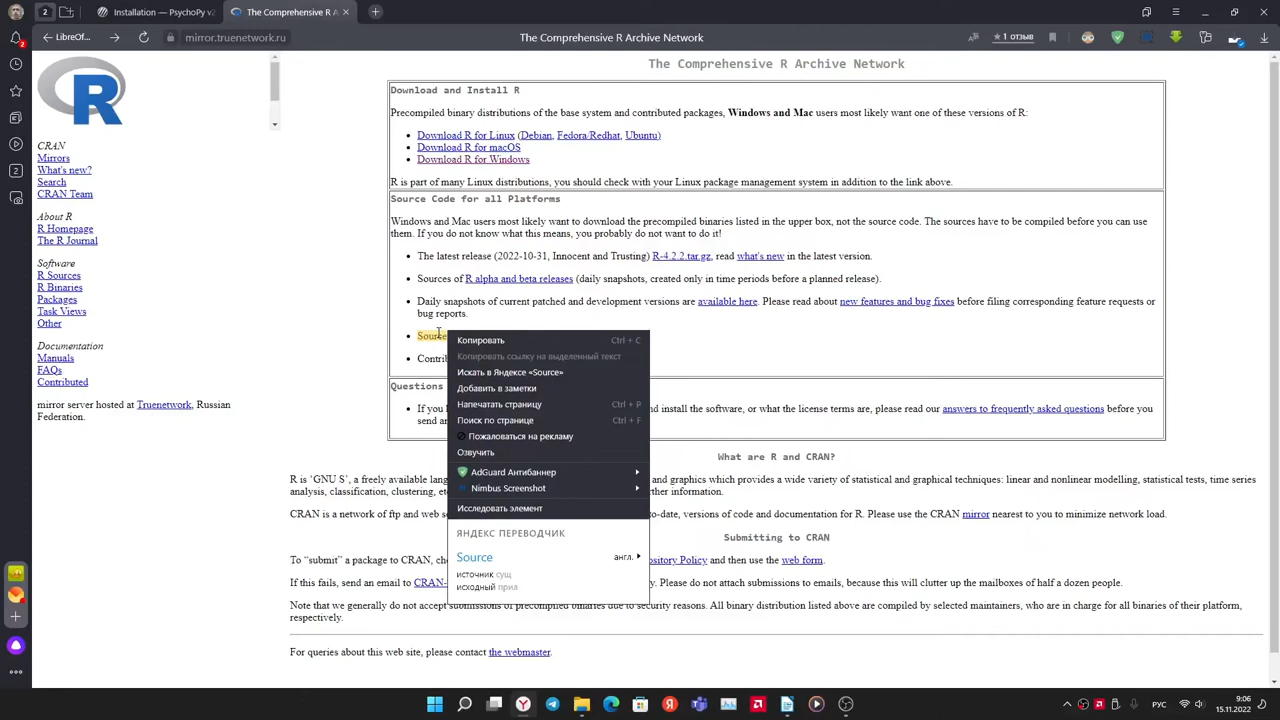 2
Installation — PsychoPy v2
The Comprehensive R A
LibreOf...
mirror.truenetwork.ru
The Comprehensive R Archive Network
1 отзыв
2
2
R
CRAN
Mirrors
What's new?
Search
CRAN Team
About R
R Homepage
The R Journal
Software
R Sources
R Binaries
Packages
Task Views
Other
Documentation
Manuals
FAQs
Contributed
mirror server hosted at Truenetwork, Russian
Federation.
The Comprehensive R Archive Network
Download and Install R
Precompiled binary distributions of the base system and contributed packages, Windows and Mac users most likely want one of these versions of R:
Download R for Linux (Debian, Fedora/Redhat, Ubuntu)
Download R for macOS
Download R for Windows
R is part of many Linux distributions, you should check with your Linux package management system in addition to the link above.
Source Code for all Platforms
Windows and Mac users most likely want to download the precompiled binaries listed in the upper box, not the source code. The sources have to be compiled before you can use
them. If you do not know what this means, you probably do not want to do it!
The latest release (2022-10-31, Innocent and Trusting) R-4.2.2.tar.gz, read what's new in the latest version.
Sources of R alpha and beta releases (daily snapshots, created only in time periods before a planned release).
Daily snapshots of current patched and development versions are available here. Please read about new features and bug fixes before filing corresponding feature requests or
bug reports.
Source
Contrib
Questions
If you h nd install the software, or what the license terms are, please read our answers to frequently asked questions before you
send an
Копировать Ctrl + C
Копировать ссылку на выделенный текст
Искать в Яндексе «Source»
Добавить в заметки
Напечатать страницу Ctrl + P
Поиск по странице Ctrl + F
Пожаловаться на рекламу
Озвучить
AdGuard Антибаннер
Nimbus Screenshot
Исследовать элемент
ЯНДЕКС ПЕРЕВОДЧИК
Source англ.
источник сущ
исходный прил
What are R and CRAN?
R is ‘GNU S’, a freely available lang and graphics which provides a wide variety of statistical and graphical techniques: linear and nonlinear modelling, statistical tests, time series
analysis, classification, clustering, et rther information.
CRAN is a network of ftp and web se to-date, versions of code and documentation for R. Please use the CRAN mirror nearest to you to minimize network load.
Submitting to CRAN
To “submit” a package to CRAN, che ository Policy and then use the web form.
If this fails, send an email to CRAN- y. Please do not attach submissions to emails, because this will clutter up the mailboxes of half a dozen people.
Note that we generally do not accept submissions of precompiled binaries due to security reasons. All binary distribution listed above are compiled by selected maintainers, who are in charge for all binaries of their platform,
respectively.
For queries about this web site, please contact the webmaster.
РУС
9:06
15.11.2022